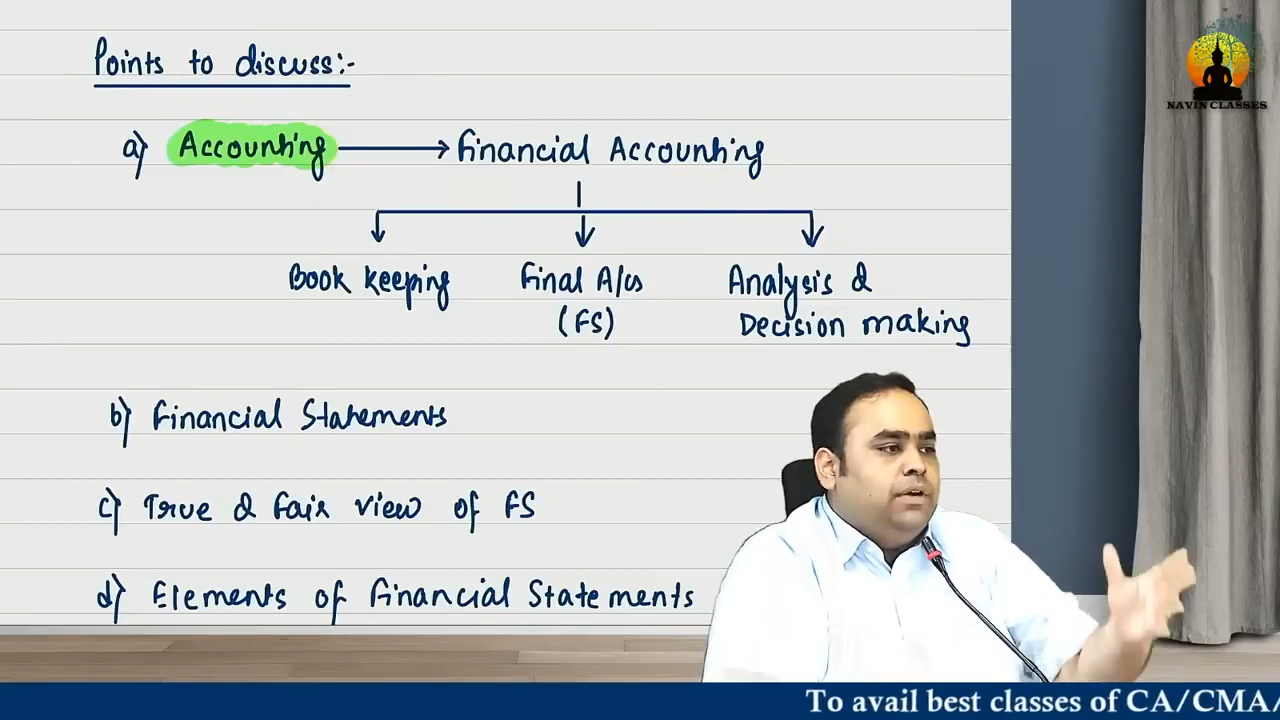 Points to discuss:-
NAVIN CLASSES
a) Accounting → Financial Accounting
Book keeping
Final A/cs
(FS)
Analysis &
Decision making
b) Financial Statements
c) True & Fair view of FS
d) Elements of Financial Statements
To avail best classes of CA/CMA/